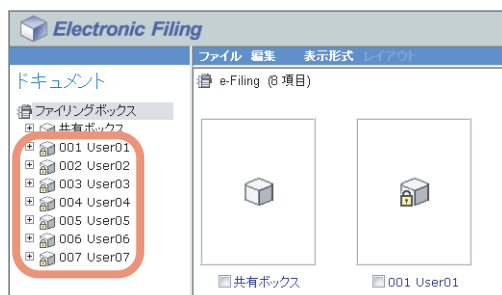 Electronic Filing
ファイル 編集 表示形式 レイアウト
ドキュメント
e-Filing (8 項目)
ファイリングボックス
共有ボックス
001 User01
002 User02
003 User03
004 User04
005 User05
006 User06
007 User07
共有ボックス
001 User01